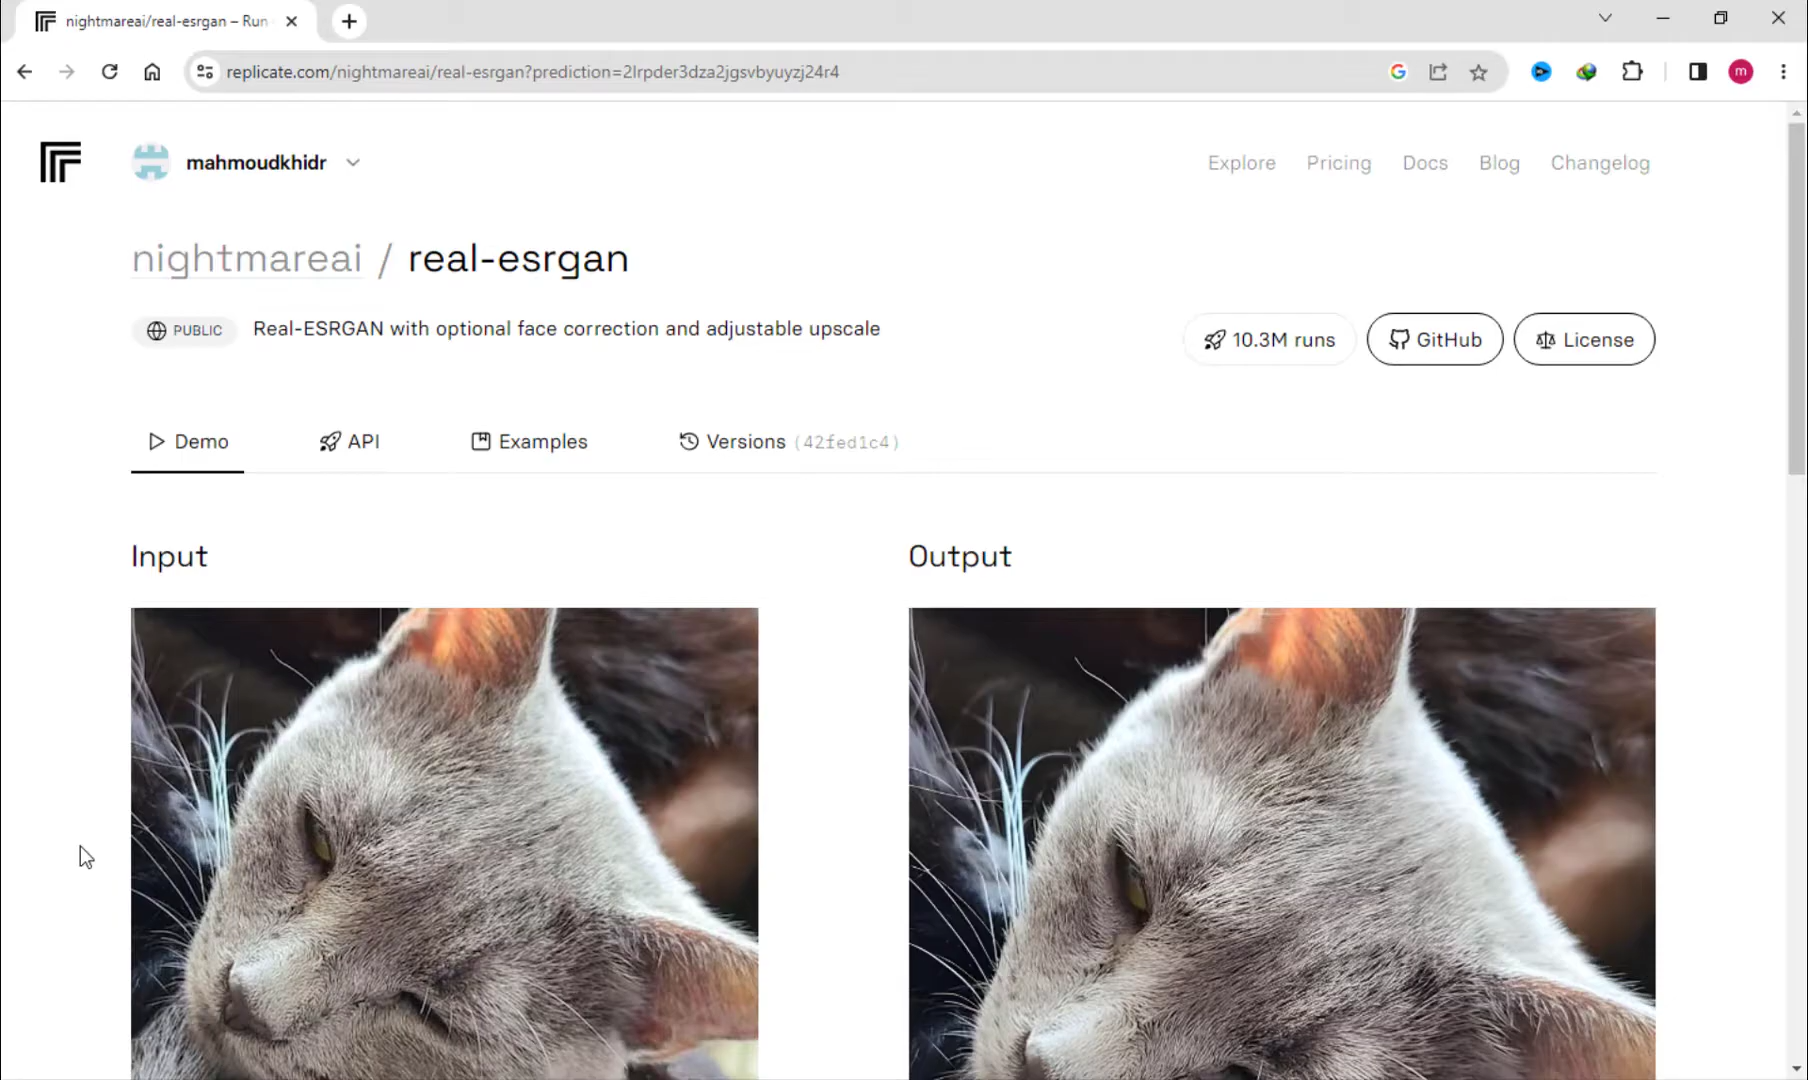 nightmareai/real-esrgan – Run
replicate.com/nightmareai/real-esrgan?prediction=2lrpder3dza2jgsvbyuyzj24r4
m
mahmoudkhidr
Explore Pricing Docs Blog Changelog
nightmareai / real-esrgan
PUBLIC Real-ESRGAN with optional face correction and adjustable upscale
10.3M runs GitHub License
Demo API Examples Versions (42fed1c4)
Input Output